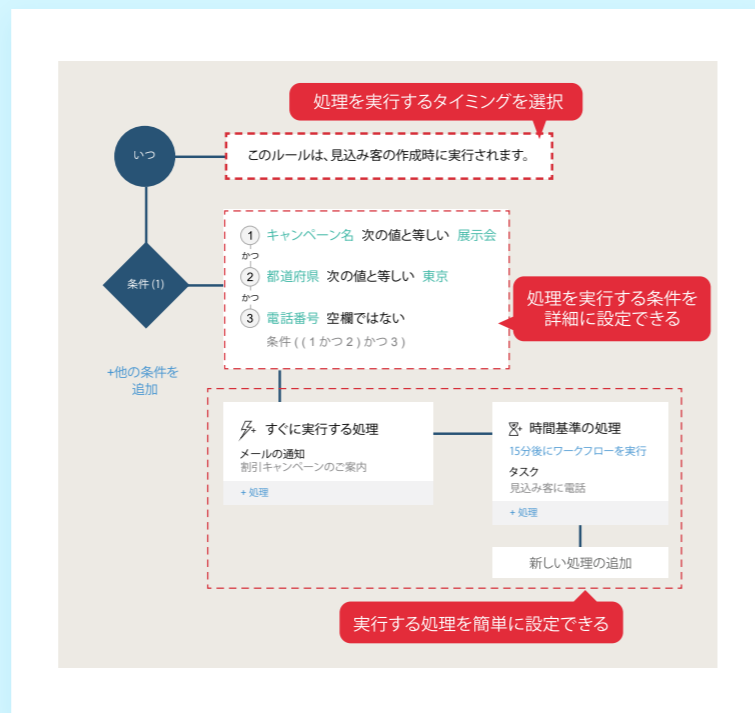 処理を実行するタイミングを選択
いつ
このルールは、見込み客の作成時に実行されます。
条件 (1)
1 キャンペーン名 次の値と等しい 展示会
かつ
2 都道府県 次の値と等しい 東京
かつ
3 電話番号 空欄ではない
条件 ( ( 1 かつ 2 ) かつ 3 )
処理を実行する条件を
詳細に設定できる
+他の条件を
追加
すぐに実行する処理
メールの通知
割引キャンペーンのご案内
+ 処理
時間基準の処理
15分後にワークフローを実行
タスク
見込み客に電話
+ 処理
新しい処理の追加
実行する処理を簡単に設定できる